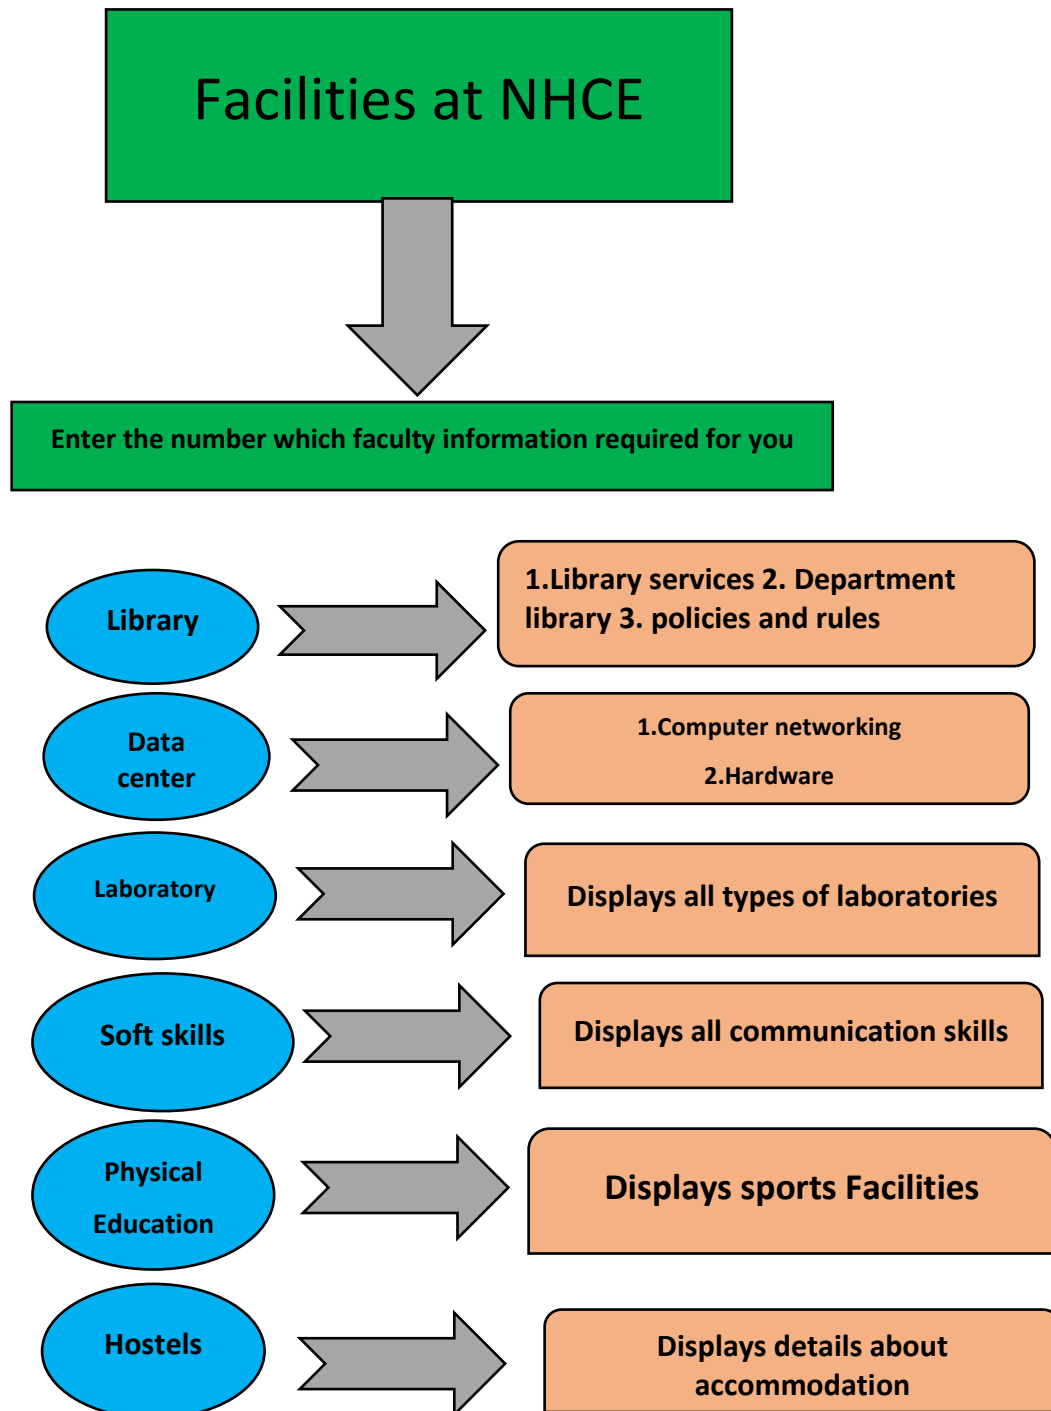 Facilities at NHCE
Enter the number which faculty information required for you
Library
1.Library services 2. Department
library 3. policies and rules
Data
center
1.Computer networking
2.Hardware
Laboratory
Displays all types of laboratories
Soft skills
Displays all communication skills
Physical
Education
Displays sports Facilities
Hostels
Displays details about
accommodation